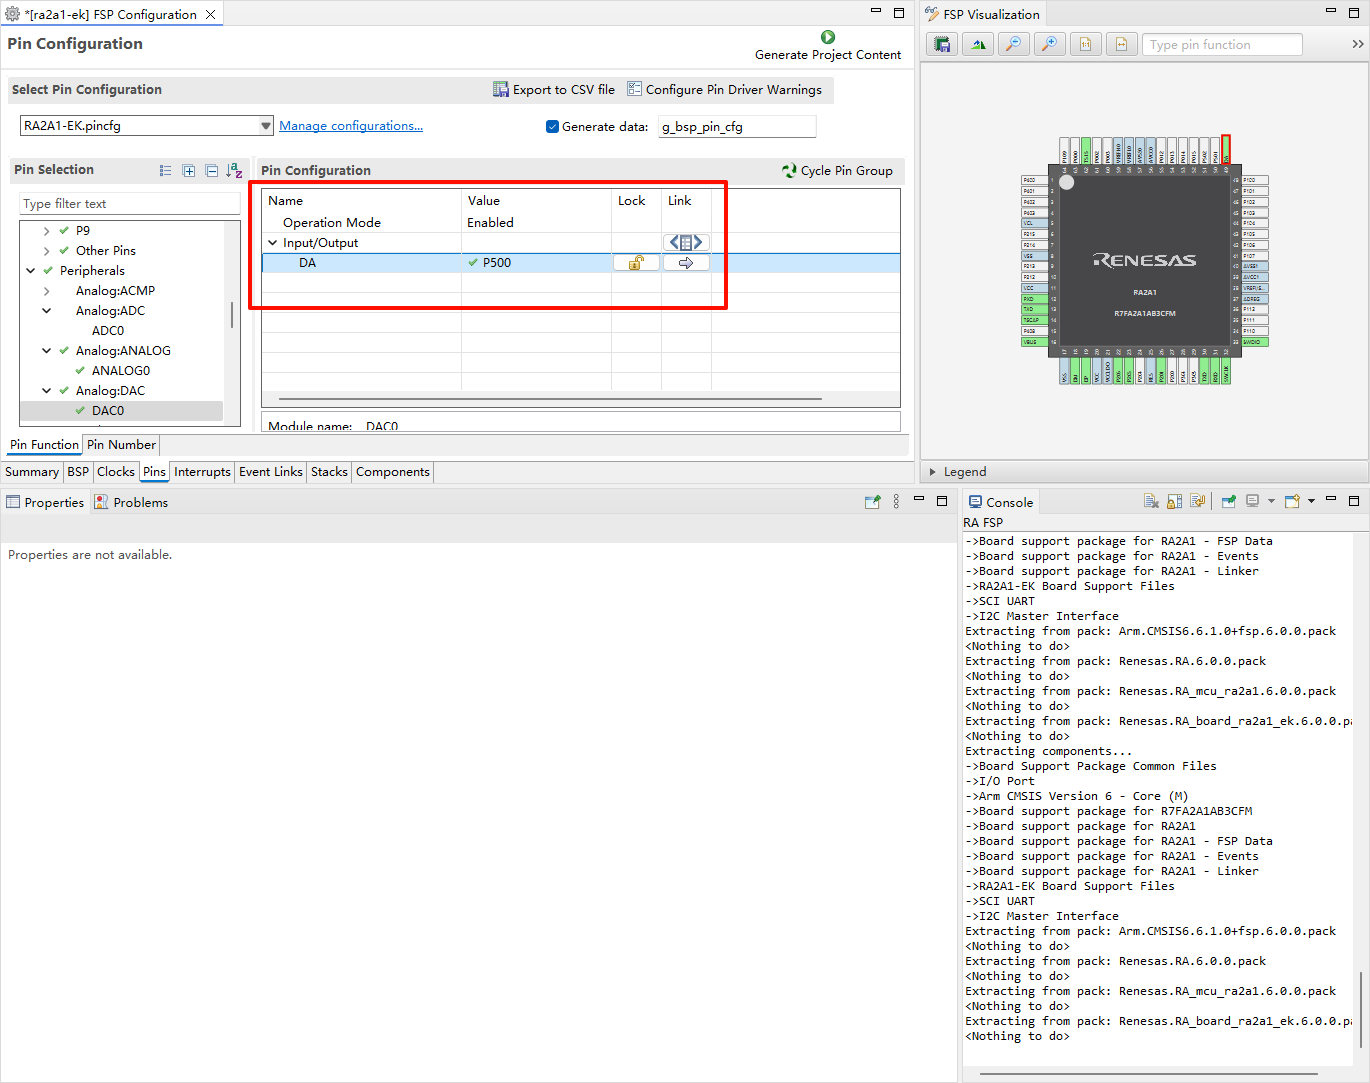 *[ra2a1-ek] FSP Configuration
Pin Configuration
Generate Project Content
Select Pin Configuration
Export to CSV file
Configure Pin Driver Warnings
RA2A1-EK.pincfg
Manage configurations...
Generate data:
g_bsp_pin_cfg
Pin Selection
Type filter text
P9
Other Pins
Peripherals
Analog:ACMP
Analog:ADC
ADC0
Analog:ANALOG
ANALOG0
Analog:DAC
DAC0
Pin Configuration
Cycle Pin Group
Name Value Lock Link
Operation Mode Enabled
Input/Output
DA P500
Module name: DAC0
Pin Function Pin Number
Summary BSP Clocks Pins Interrupts Event Links Stacks Components
FSP Visualization
Type pin function
RENESAS
RA2A1
R7FA2A1AB3CFM
Legend
Properties Problems
Properties are not available.
Console
RA FSP
->Board support package for RA2A1 - FSP Data
->Board support package for RA2A1 - Events
->Board support package for RA2A1 - Linker
->RA2A1-EK Board Support Files
->SCI UART
->I2C Master Interface
Extracting from pack: Arm.CMSIS6.6.1.0+fsp.6.0.0.pack
<Nothing to do>
Extracting from pack: Renesas.RA.6.0.0.pack
<Nothing to do>
Extracting from pack: Renesas.RA_mcu_ra2a1.6.0.0.pack
<Nothing to do>
Extracting from pack: Renesas.RA_board_ra2a1_ek.6.0.0.pa
<Nothing to do>
Extracting components...
->Board Support Package Common Files
->I/O Port
->Arm CMSIS Version 6 - Core (M)
->Board support package for R7FA2A1AB3CFM
->Board support package for RA2A1
->Board support package for RA2A1 - FSP Data
->Board support package for RA2A1 - Events
->Board support package for RA2A1 - Linker
->RA2A1-EK Board Support Files
->SCI UART
->I2C Master Interface
Extracting from pack: Arm.CMSIS6.6.1.0+fsp.6.0.0.pack
<Nothing to do>
Extracting from pack: Renesas.RA.6.0.0.pack
<Nothing to do>
Extracting from pack: Renesas.RA_mcu_ra2a1.6.0.0.pack
<Nothing to do>
Extracting from pack: Renesas.RA_board_ra2a1_ek.6.0.0.pa
<Nothing to do>